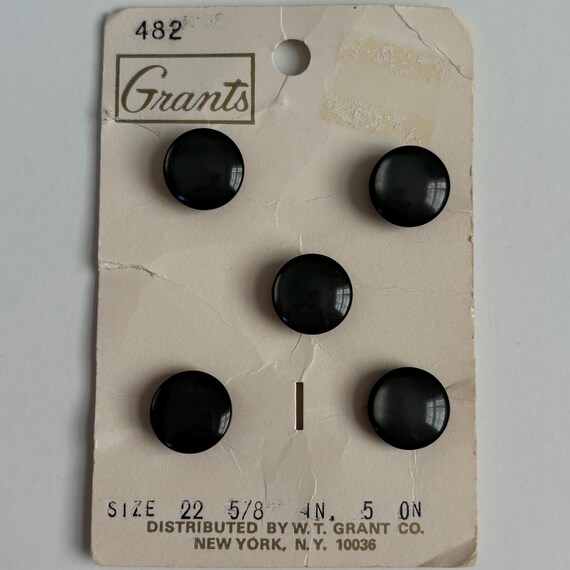 482
Grants
SIZE 22 5/8 IN. 5 ON
DISTRIBUTED BY W. T. GRANT CO.
NEW YORK, N. Y. 10036